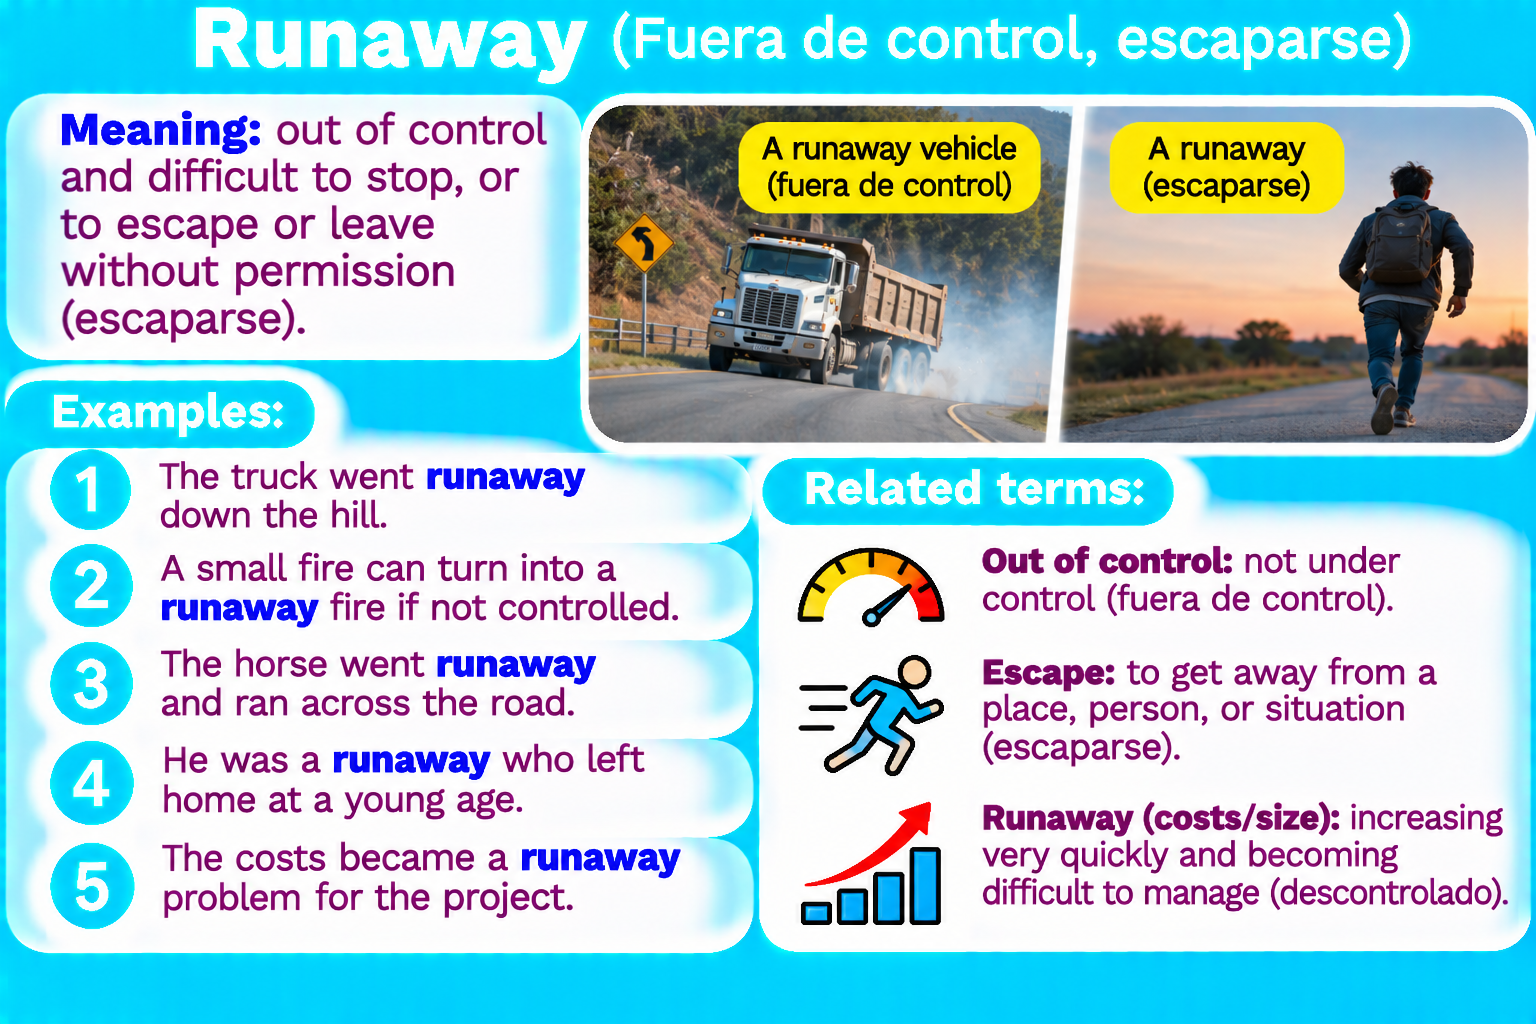 Runaway (Fuera de control, escaparse)
Meaning: out of control
and difficult to stop, or
to escape or leave
without permission
(escaparse).
A runaway vehicle
(fuera de control)
A runaway
(escaparse)
Examples:
1 The truck went runaway
down the hill.
2 A small fire can turn into a
runaway fire if not controlled.
3 The horse went runaway
and ran across the road.
4 He was a runaway who left
home at a young age.
5 The costs became a runaway
problem for the project.
Related terms:
Out of control: not under
control (fuera de control).
Escape: to get away from a
place, person, or situation
(escaparse).
Runaway (costs/size): increasing
very quickly and becoming
difficult to manage (descontrolado).